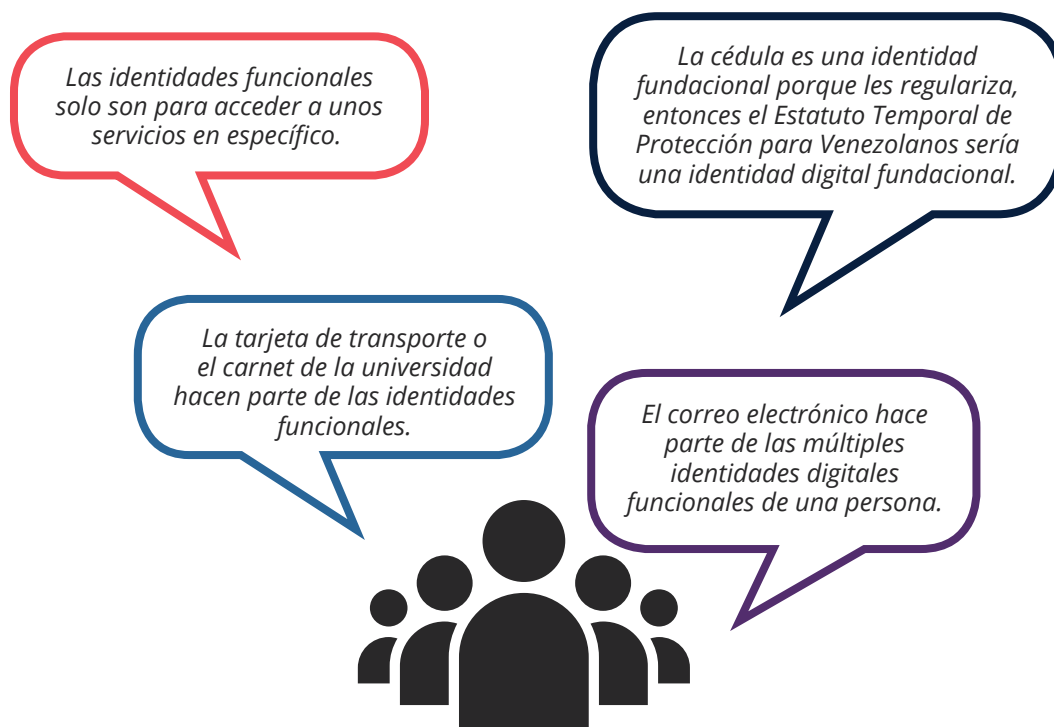 Las identidades funcionales
solo son para acceder a unos
servicios en específico.
La cédula es una identidad
fundacional porque les regulariza,
entonces el Estatuto Temporal de
Protección para Venezolanos sería
una identidad digital fundacional.
La tarjeta de transporte o
el carnet de la universidad
hacen parte de las identidades
funcionales.
El correo electrónico hace
parte de las múltiples
identidades digitales
funcionales de una persona.